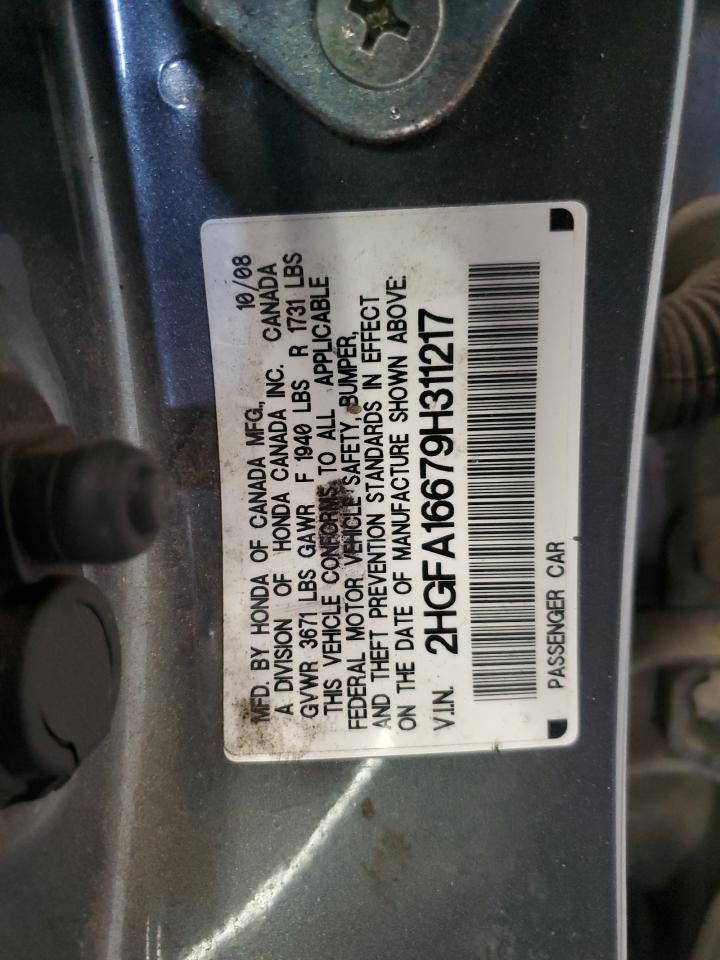 MFD. BY HONDA OF CANADA MFG., 10/08
A DIVISION OF HONDA CANADA INC. CANADA
GVWR 3671 LBS GAWR F 1940 LBS R 1731 LBS
THIS VEHICLE CONFORMS TO ALL APPLICABLE
FEDERAL MOTOR VEHICLE SAFETY, BUMPER,
AND THEFT PREVENTION STANDARDS IN EFFECT
ON THE DATE OF MANUFACTURE SHOWN ABOVE:
V.I.N. 2HGFA16679H311217
PASSENGER CAR